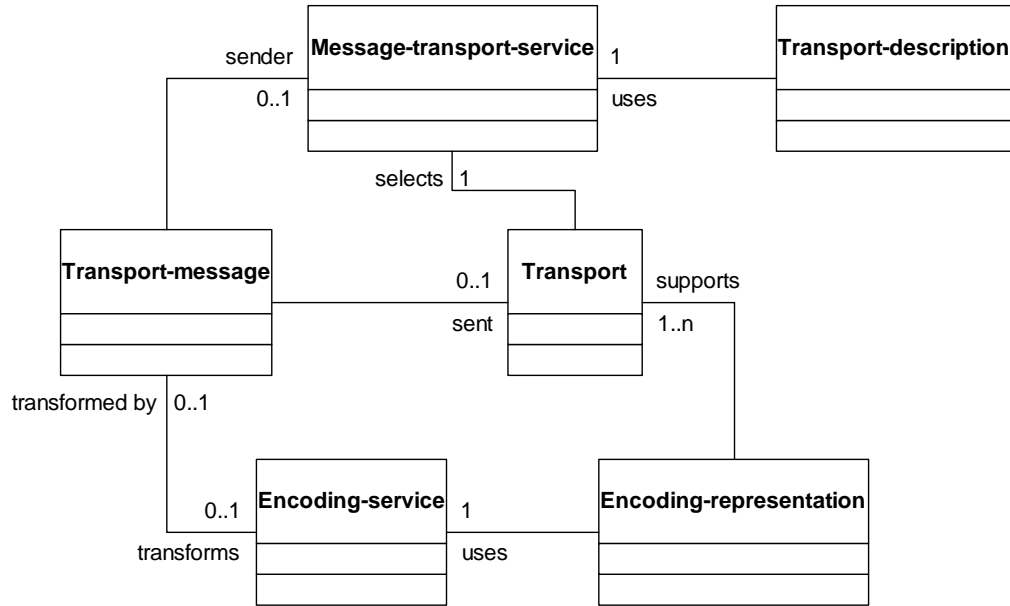 Message-transport-service
Transport-description
sender
1
0..1
uses
selects
1
Transport-message
Transport
0..1
supports
sent
1..n
transformed by
0..1
Encoding-service
Encoding-representation
0..1
1
transforms
uses